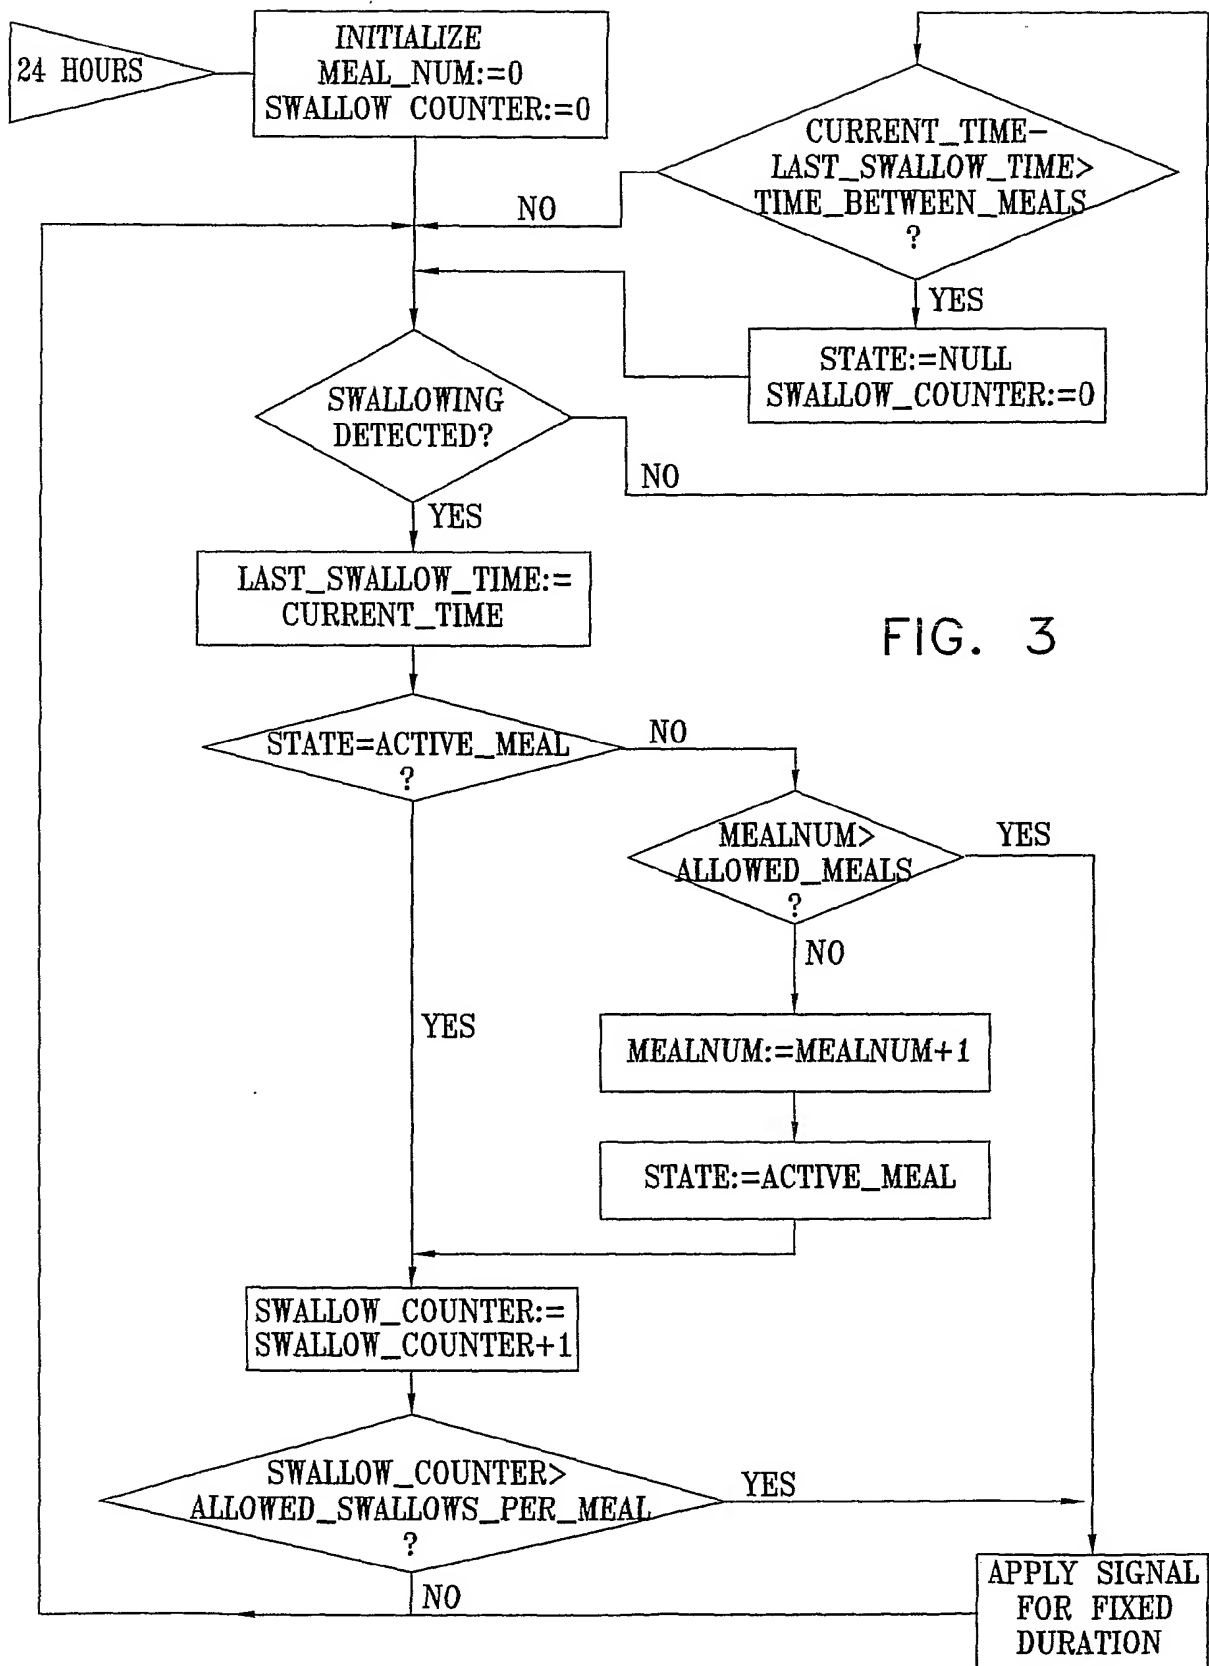 24 HOURS
INITIALIZE
MEAL_NUM:=0
SWALLOW COUNTER:=0
CURRENT_TIME-
LAST_SWALLOW_TIME>
TIME_BETWEEN_MEALS
?
NO
YES
STATE:=NULL
SWALLOW_COUNTER:=0
SWALLOWING
DETECTED?
NO
YES
LAST_SWALLOW_TIME:=
CURRENT_TIME
FIG. 3
STATE=ACTIVE_MEAL
?
NO
MEALNUM>
ALLOWED_MEALS
?
YES
NO
YES
MEALNUM:=MEALNUM+1
STATE:=ACTIVE_MEAL
SWALLOW_COUNTER:=
SWALLOW_COUNTER+1
SWALLOW_COUNTER>
ALLOWED_SWALLOWS_PER_MEAL
?
YES
NO
APPLY SIGNAL
FOR FIXED
DURATION